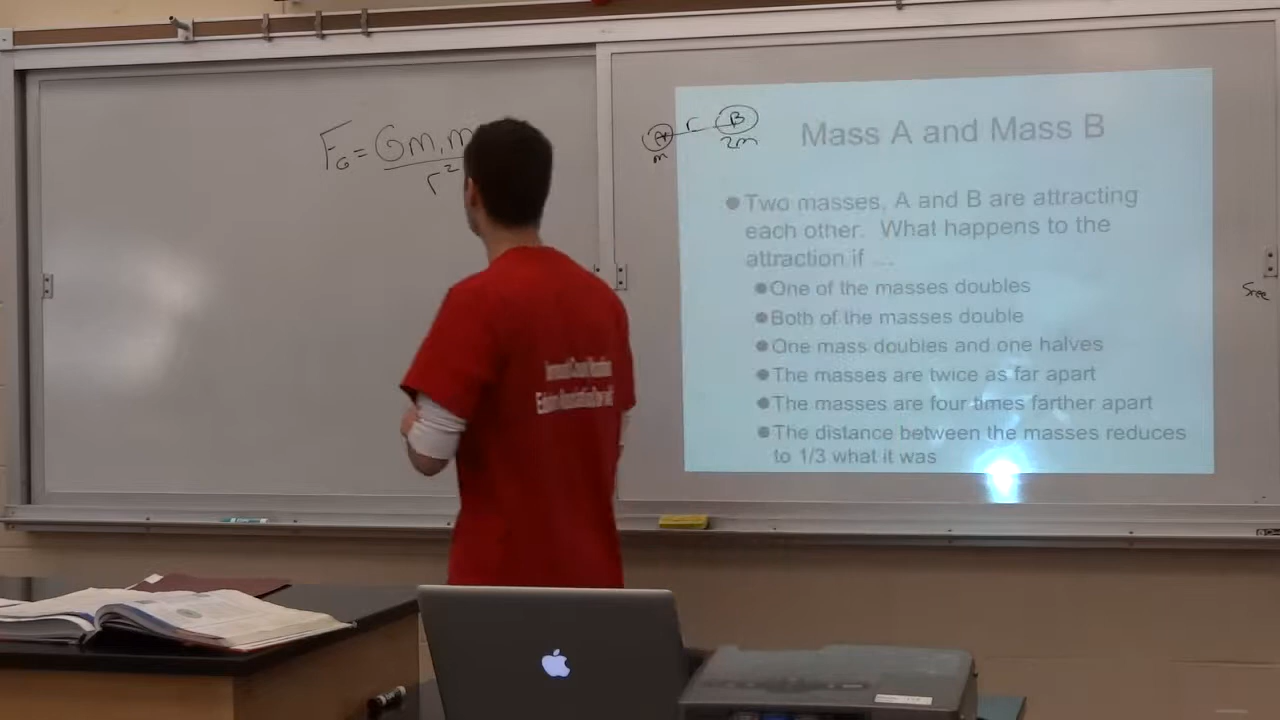 F_G = Gm₁m
r²
A r B
m 2m
Mass A and Mass B
Two masses, A and B are attracting
each other. What happens to the
attraction if ...
One of the masses doubles
Both of the masses double
One mass doubles and one halves
The masses are twice as far apart
The masses are four times farther apart
The distance between the masses reduces
to 1/3 what it was